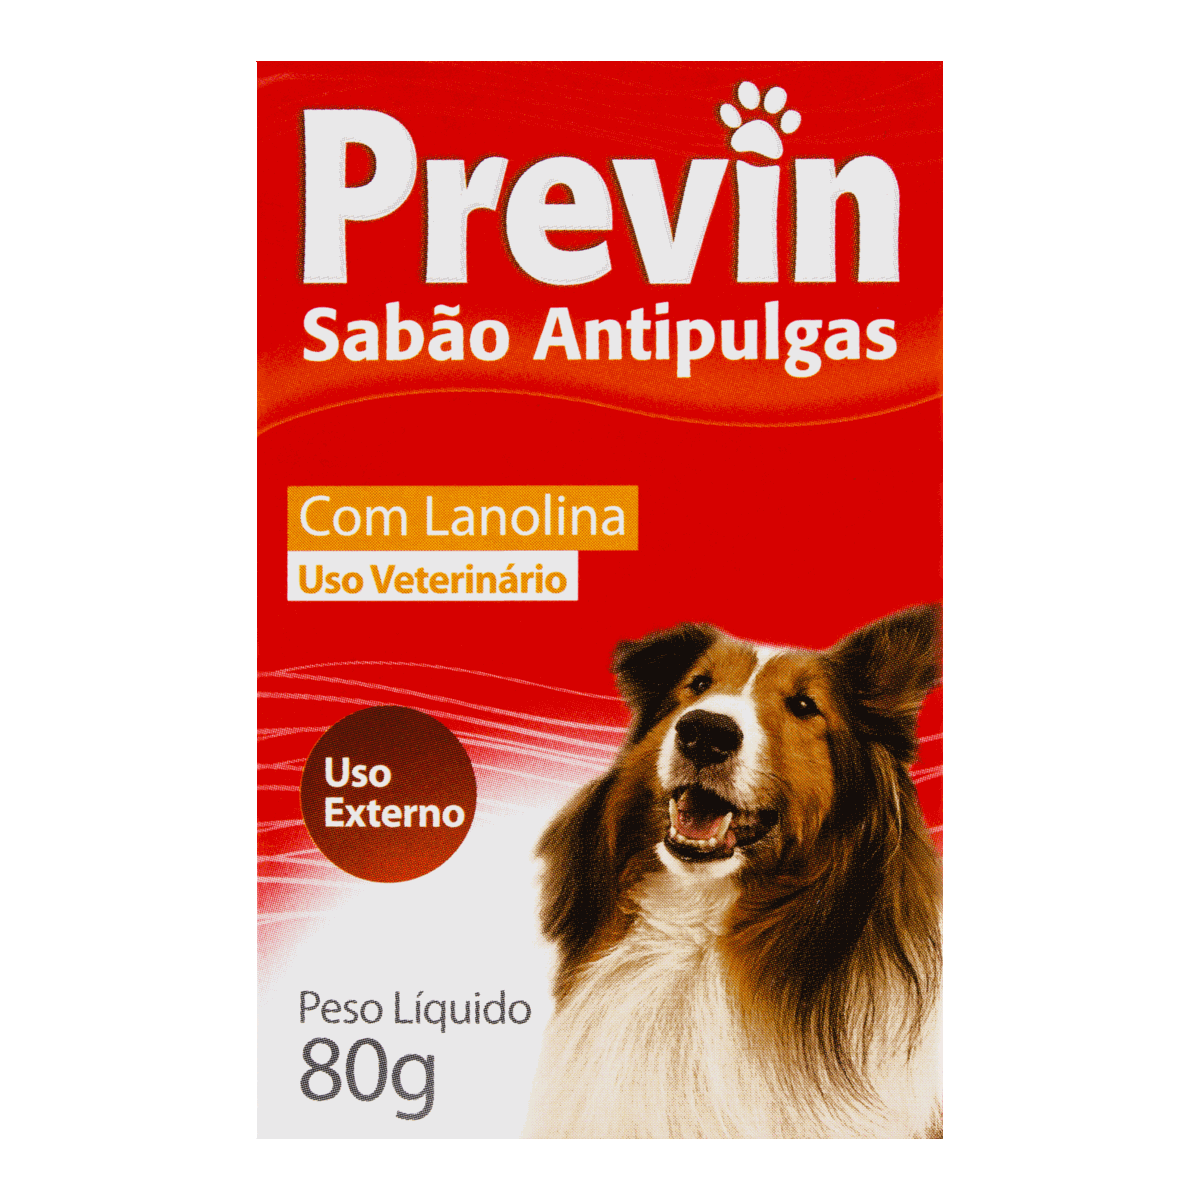 Previn
Sabão Antipulgas
Com Lanolina
Uso Veterinário
Uso
Externo
Peso Líquido
80g